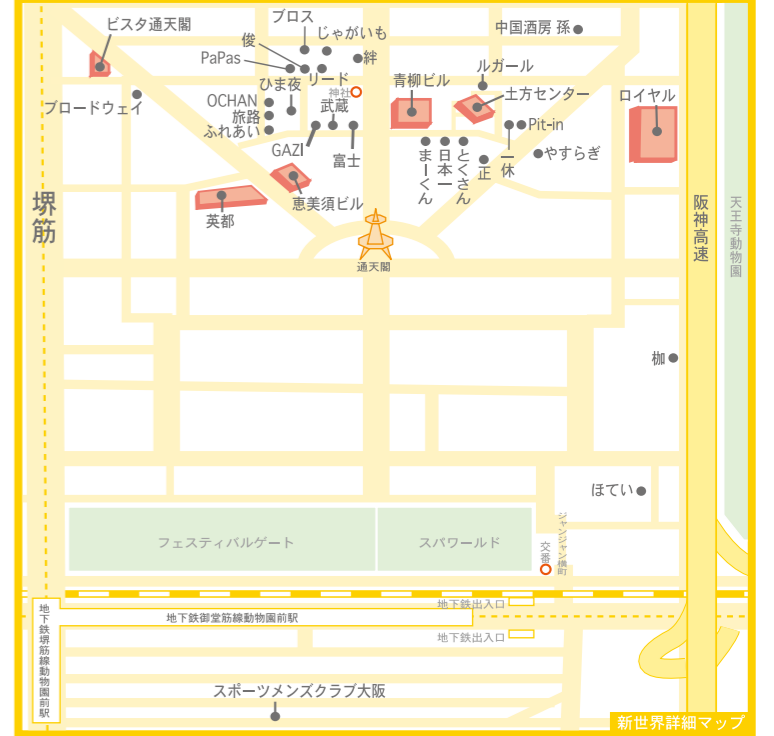 ビスタ通天閣
ブロス
じゃがいも
俊
PaPas
絆
中国酒房 孫
ひま夜
リード
青柳ビル
ルガール
土方センター
ロイヤル
ブロードウェイ
神社
OCHAN
旅路
ふれあい
武蔵
GAZI
富士
Pit-in
一休
やすらぎ
まーくん
日本一
とくさん
正
恵美須ビル
英都
堺筋
通天閣
阪神高速
天王寺動物園
枷
ほてい
フェスティバルゲート
スパワールド
ジャンジャン横町
交番
地下鉄出入口
地下鉄御堂筋線動物園前駅
地下鉄出入口
地下鉄堺筋線動物園前駅
スポーツメンズクラブ大阪
新世界詳細マップ